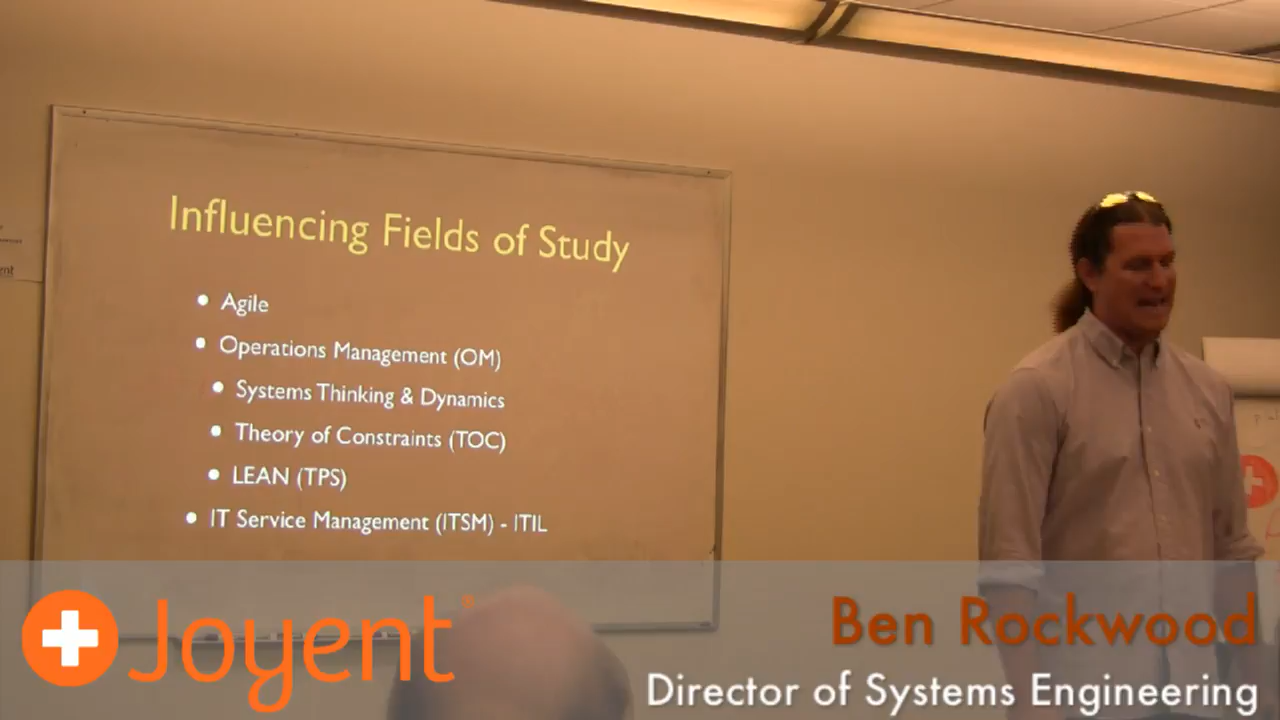 Influencing Fields of Study
• Agile
• Operations Management (OM)
• Systems Thinking & Dynamics
• Theory of Constraints (TOC)
• LEAN (TPS)
• IT Service Management (ITSM) - ITIL
Joyent®
Ben Rockwood
Director of Systems Engineering